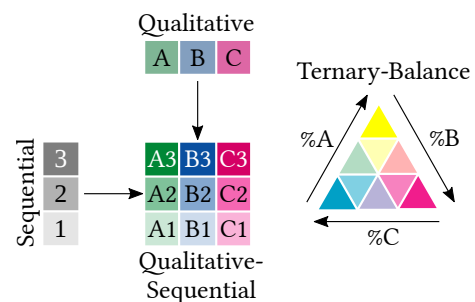 Qualitative
A B C
Ternary-Balance
%A
%B
%C
Sequential
3
2
1
A3 B3 C3
A2 B2 C2
A1 B1 C1
Qualitative-
Sequential